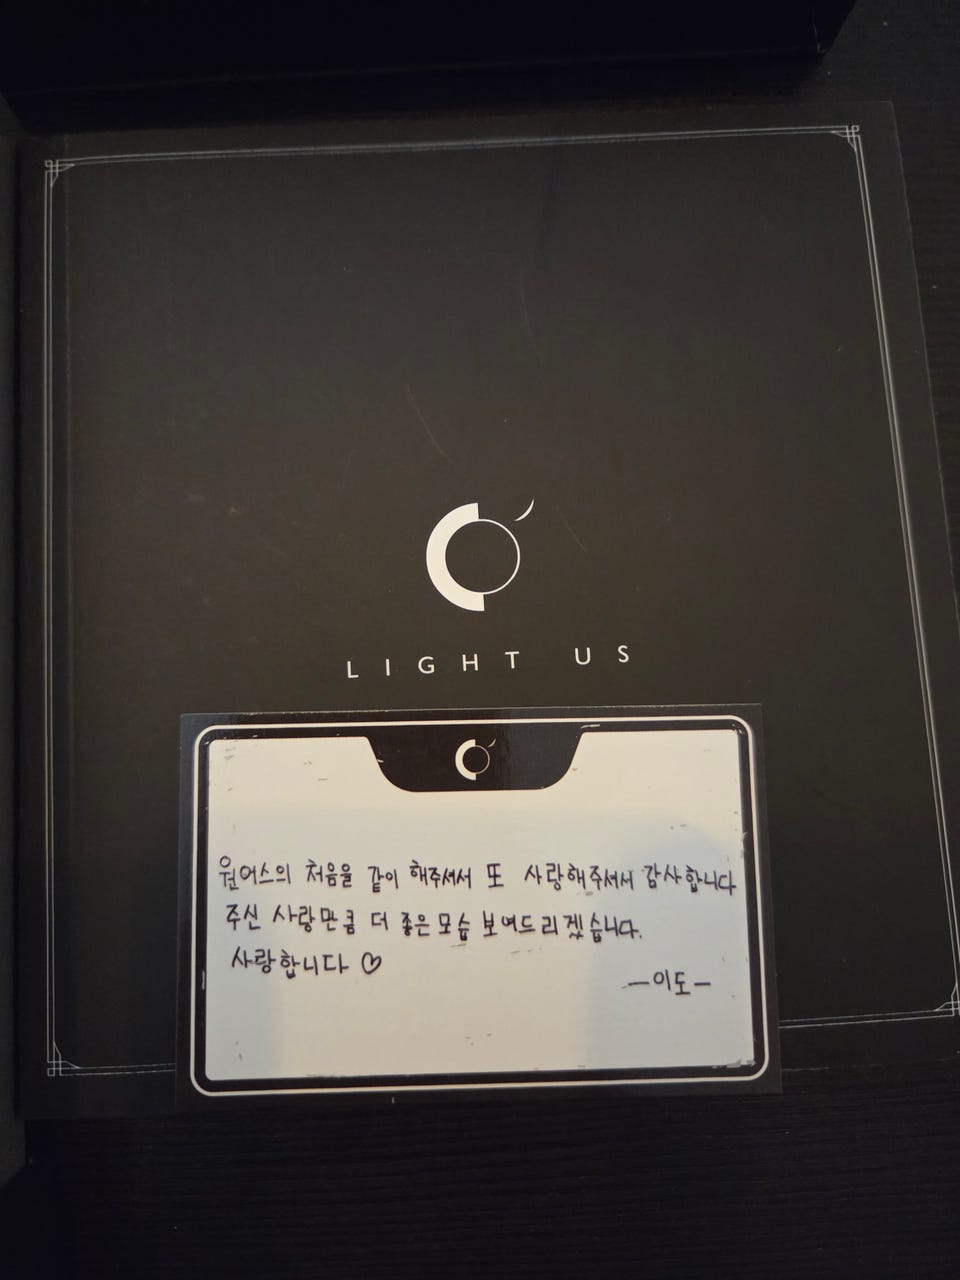 LIGHT US
원어스의 처음을 같이 해주셔서 또 사랑해주셔서 감사합니다
주신 사랑만큼 더 좋은모습 보여드리겠습니다.
사랑합니다 ♡
-이도-